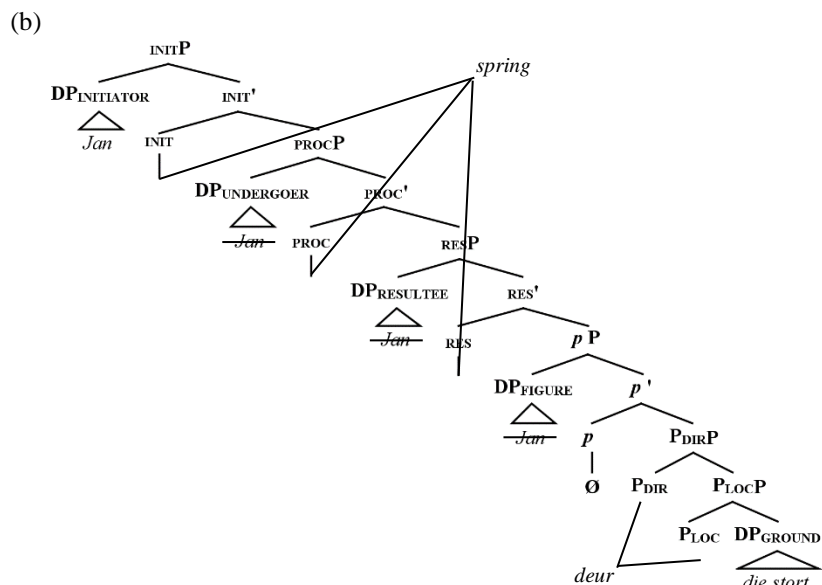 (b)
INITP
spring
DPINITIATOR INIT'
Jan INIT PROCP
DPUNDERGOER PROC'
Jan PROC RESP
DPRESULTEE RES'
Jan RES pP
DPFIGURE p'
Jan p PDIRP
Ø PDIR PLOCP
PLOC DPGROUND
deur die stort